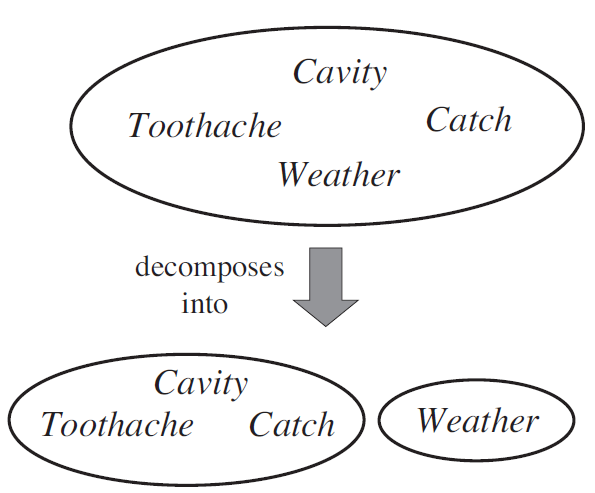 Cavity
Toothache Catch
Weather
decomposes
into
Cavity
Toothache Catch
Weather